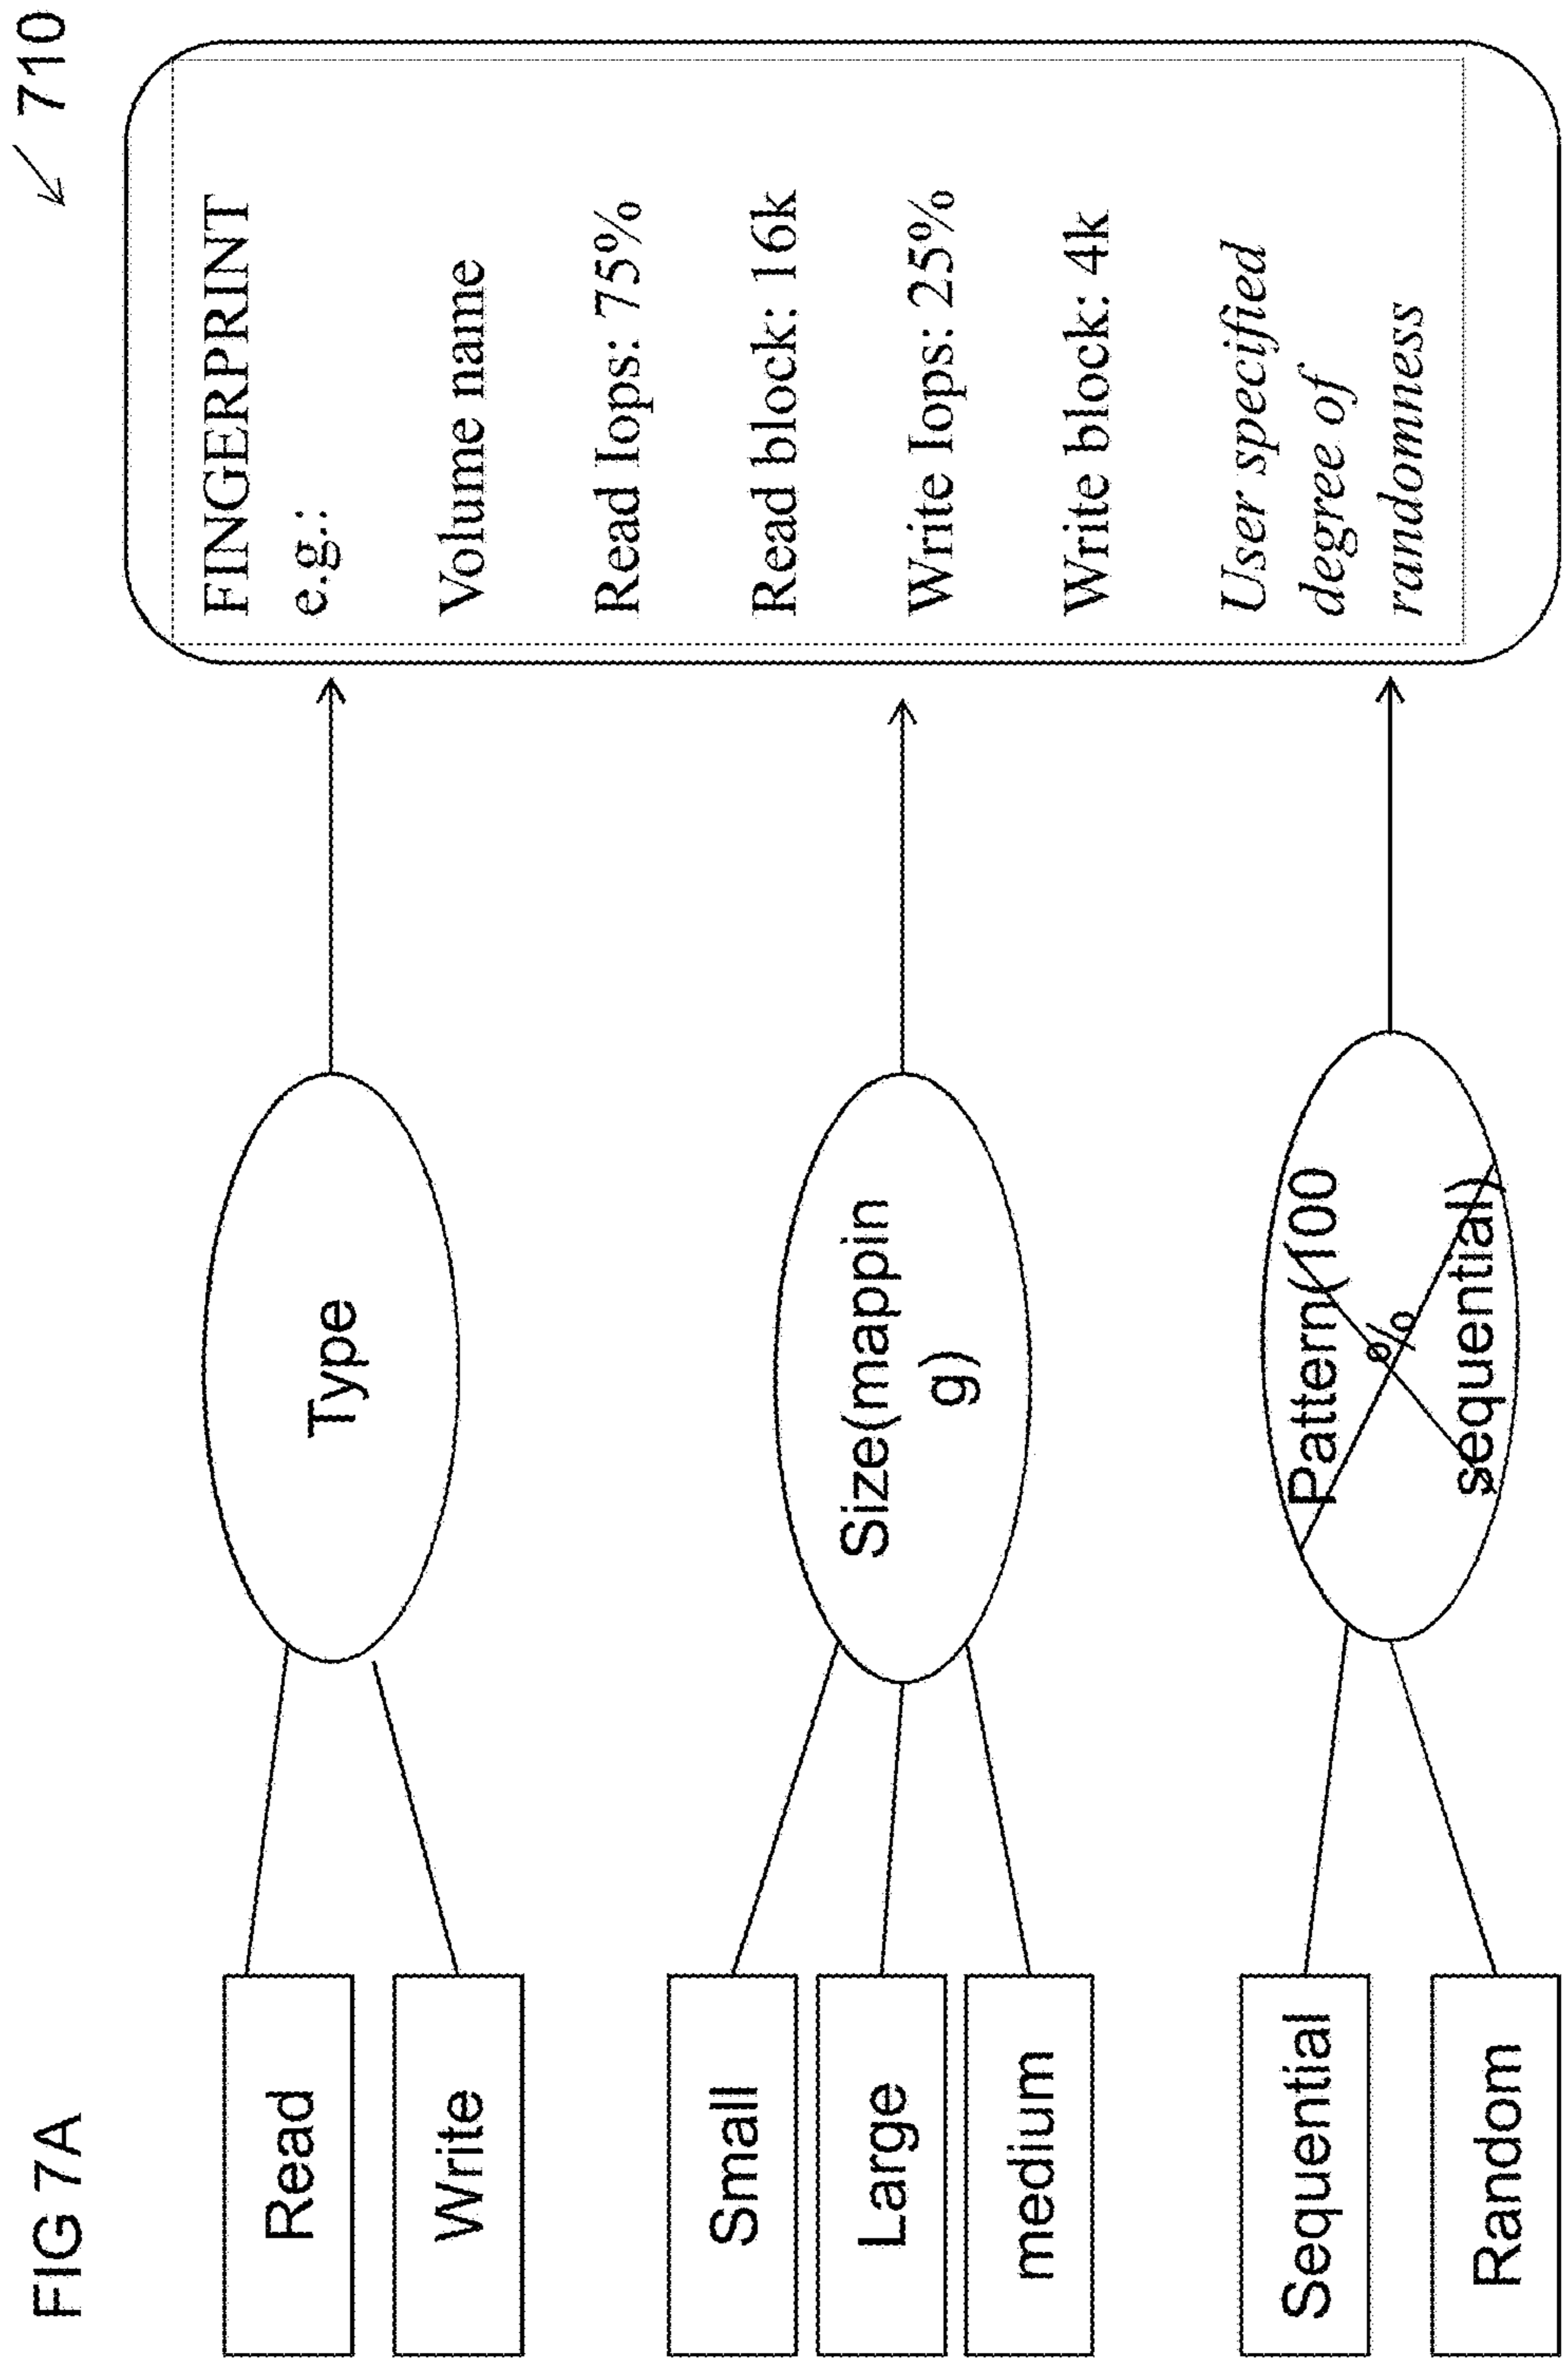 FIG 7A
710
Read
Write
Small
Large
medium
Sequential
Random
Type
Size(mappin
g)
Pattern(100
%
sequential)
FINGERPRINT
e.g.:
Volume name
Read Iops: 75%
Read block: 16k
Write Iops: 25%
Write block: 4k
User specified
degree of
randomness